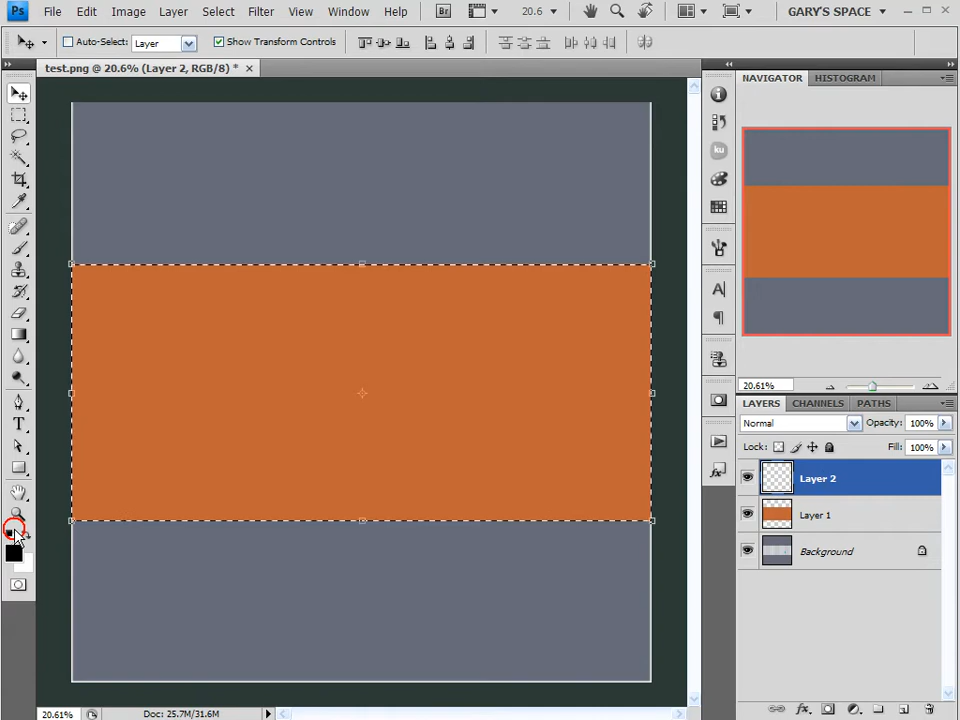 Ps File Edit Image Layer Select Filter View Window Help Br 20.6 GARY'S SPACE
Auto-Select: Layer Show Transform Controls
test.png @ 20.6% (Layer 2, RGB/8) *
NAVIGATOR HISTOGRAM
ku
A
T
20.61%
LAYERS CHANNELS PATHS
Normal Opacity: 100%
Lock: Fill: 100%
Layer 2
Layer 1
Background
fx
20.61% Doc: 25.7M/31.6M